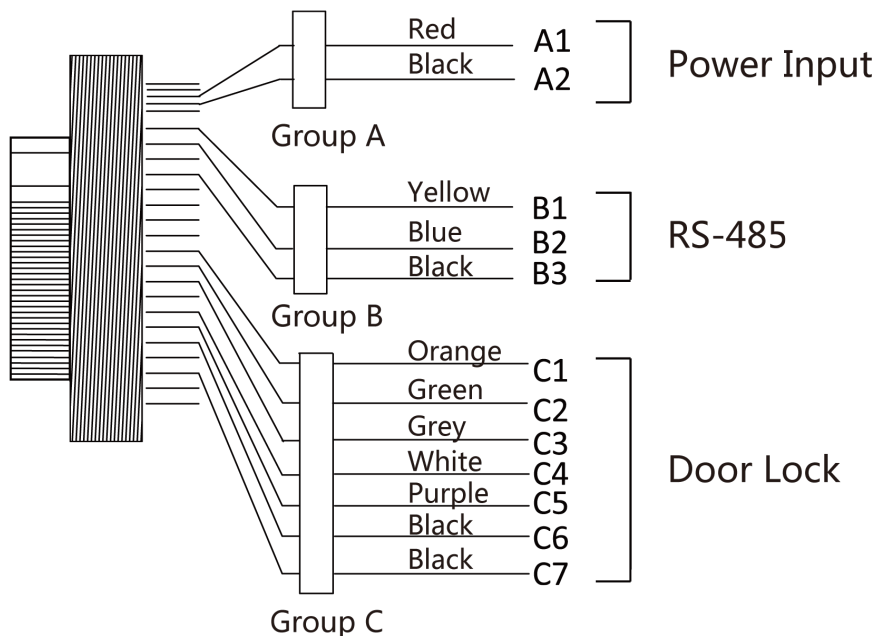 Red A1
Black A2
Power Input
Group A
Yellow B1
Blue B2
Black B3
RS-485
Group B
Orange C1
Green C2
Grey C3
White C4
Purple C5
Black C6
Black C7
Door Lock
Group C